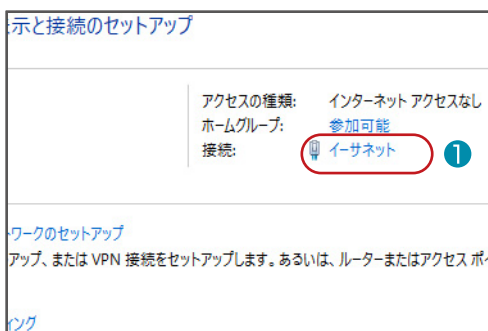 示と接続のセットアップ
アクセスの種類: インターネット アクセスなし
ホームグループ: 参加可能
接続: イーサネット
1
ワークのセットアップ
アップ、または VPN 接続をセットアップします。あるいは、ルーターまたはアクセス ポ
ィング